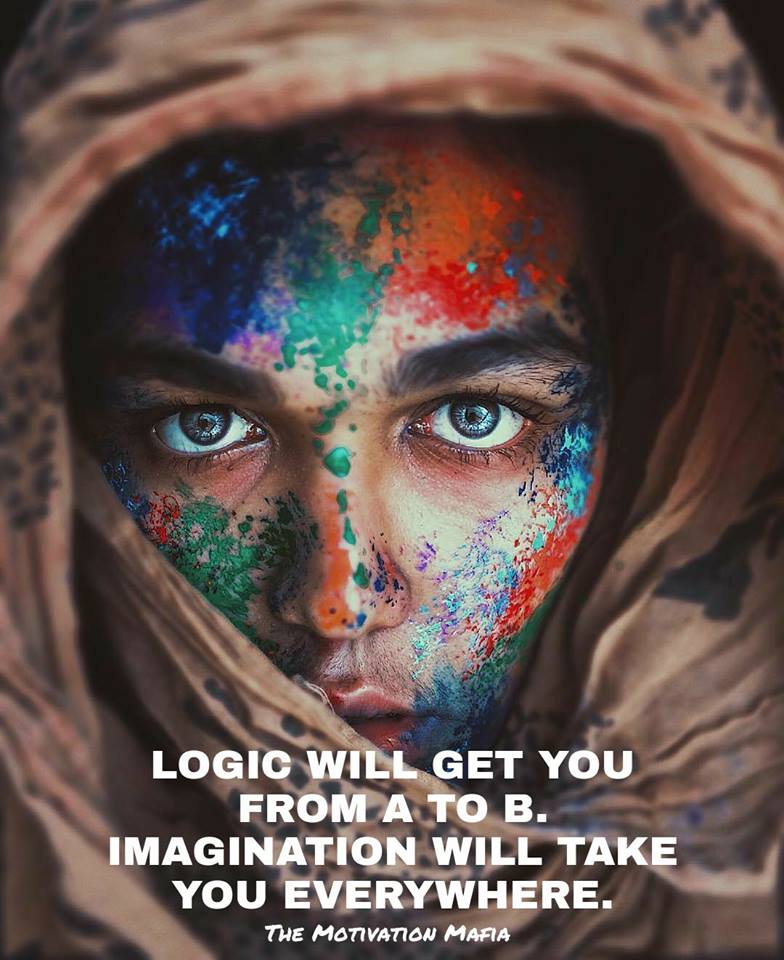 LOGIC WILL GET YOU
FROM A TO B.
IMAGINATION WILL TAKE
YOU EVERYWHERE.
THE MOTIVATION MAFIA